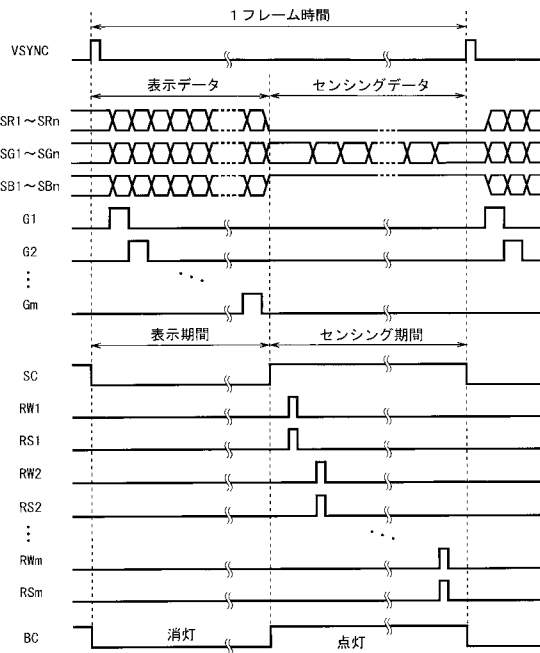 1フレーム時間
VSYNC
表示データ センシングデータ
SR1～SRn
SG1～SGn
SB1～SBn
G1
G2
⋮
Gm
表示期間 センシング期間
SC
RW1
RS1
RW2
RS2
⋮
RWm
RSm
BC 消灯 点灯